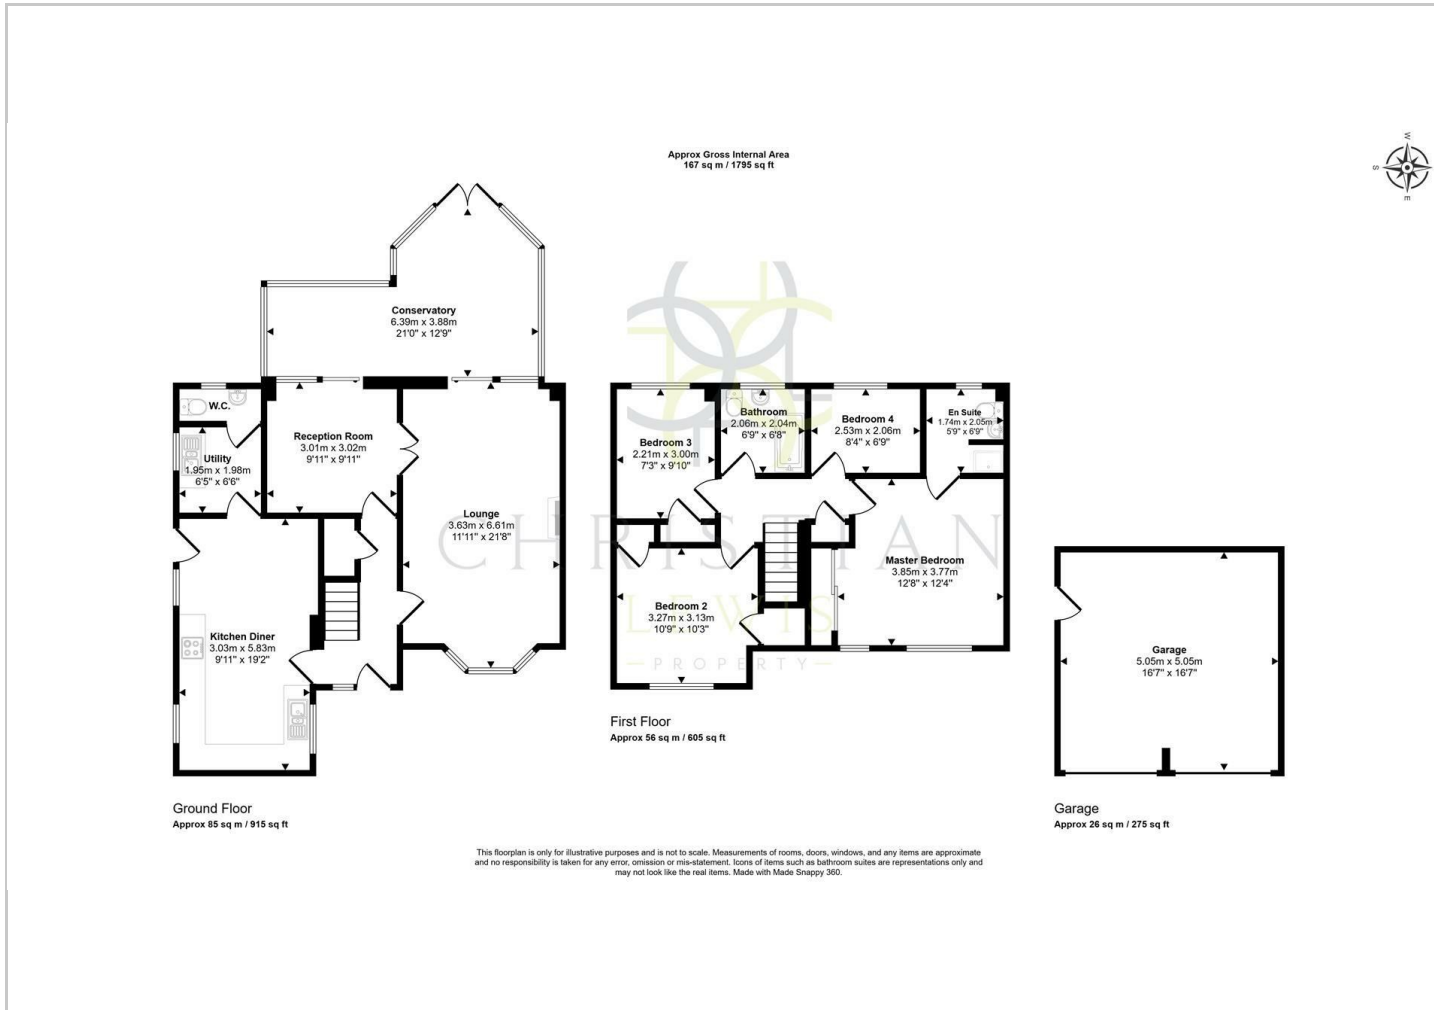 Approx Gross Internal Area
167 sq m / 1795 sq ft
W
S
E
Conservatory
6.39m x 3.88m
21'0" x 12'9"
W.C.
Utility
1.95m x 1.98m
6'5" x 6'6"
Reception Room
3.01m x 3.02m
9'11" x 9'11"
Lounge
3.63m x 6.61m
11'11" x 21'8"
Kitchen Diner
3.03m x 5.83m
9'11" x 19'2"
Ground Floor
Approx 85 sq m / 915 sq ft
Bedroom 3
2.21m x 3.00m
7'3" x 9'10"
Bathroom
2.06m x 2.04m
6'9" x 6'8"
Bedroom 4
2.53m x 2.06m
8'4" x 6'9"
En Suite
1.74m x 2.05m
5'9" x 6'9"
Master Bedroom
3.85m x 3.77m
12'8" x 12'4"
Bedroom 2
3.27m x 3.13m
10'9" x 10'3"
First Floor
Approx 56 sq m / 605 sq ft
CHRISTIAN
LEWIS
PROPERTY
Garage
5.05m x 5.05m
16'7" x 16'7"
Garage
Approx 26 sq m / 275 sq ft
This floorplan is only for illustrative purposes and is not to scale. Measurements of rooms, doors, windows, and any items are approximate
and no responsibility is taken for any error, omission or mis-statement. Icons of items such as bathroom suites are representations only and
may not look like the real items. Made with Made Snappy 360.